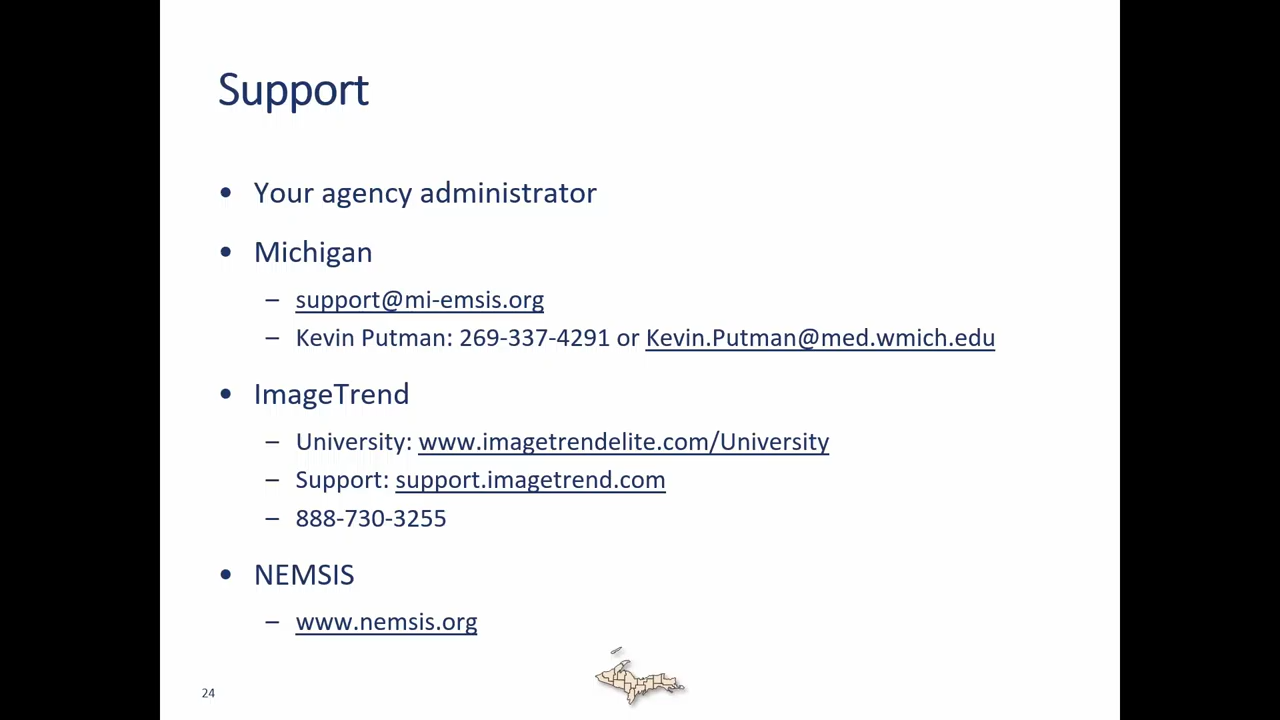 Support
• Your agency administrator
• Michigan
– support@mi-emsis.org
– Kevin Putman: 269-337-4291 or Kevin.Putman@med.wmich.edu
• ImageTrend
– University: www.imagetrendelite.com/University
– Support: support.imagetrend.com
– 888-730-3255
• NEMSIS
– www.nemsis.org
24